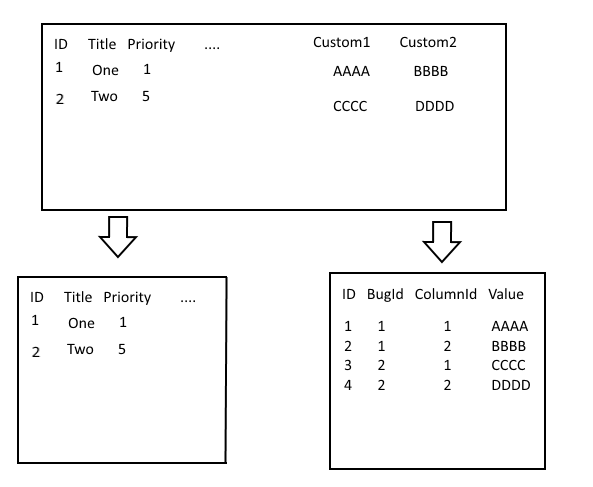 ID Title Priority .... Custom1 Custom2
1 One 1 AAAA BBBB
2 Two 5 CCCC DDDD
ID Title Priority ....
1 One 1
2 Two 5
ID BugId ColumnId Value
1 1 1 AAAA
2 1 2 BBBB
3 2 1 CCCC
4 2 2 DDDD